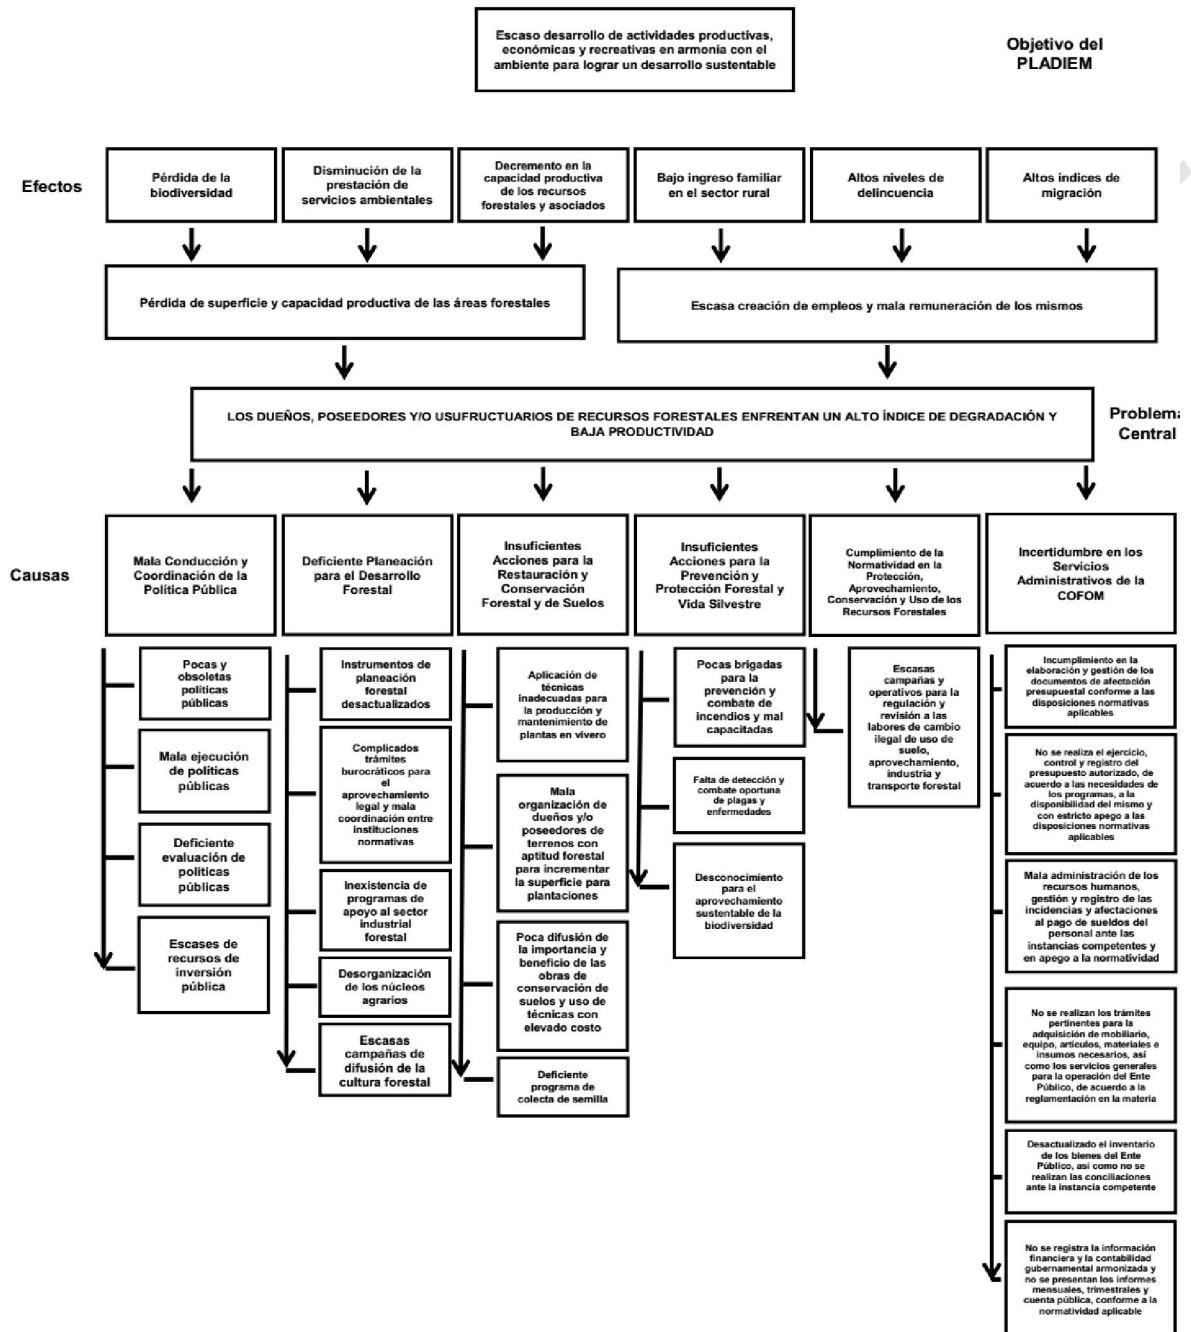 Escaso desarrollo de actividades productivas,
económicas y recreativas en armonía con el
ambiente para lograr un desarrollo sustentable
Objetivo del
PLADIEM
Efectos
Pérdida de la
biodiversidad
Disminución de la
prestación de
servicios ambientales
Decremento en la
capacidad productiva
de los recursos
forestales y asociados
Bajo ingreso familiar
en el sector rural
Altos niveles de
delincuencia
Altos índices de
migración
Pérdida de superficie y capacidad productiva de las áreas forestales
Escasa creación de empleos y mala remuneración de los mismos
LOS DUEÑOS, POSEEDORES Y/O USUFRUCTUARIOS DE RECURSOS FORESTALES ENFRENTAN UN ALTO ÍNDICE DE DEGRADACIÓN Y
BAJA PRODUCTIVIDAD
Problema
Central
Causas
Mala Conducción y
Coordinación de la
Política Pública
Deficiente Planeación
para el Desarrollo
Forestal
Insuficientes
Acciones para la
Restauración y
Conservación
Forestal y de Suelos
Insuficientes
Acciones para la
Prevención y
Protección Forestal y
Vida Silvestre
Cumplimiento de la
Normatividad en la
Protección,
Aprovechamiento,
Conservación y Uso de los
Recursos Forestales
Incertidumbre en los
Servicios
Administrativos de la
COFOM
Pocas y
obsoletas
políticas
públicas
Mala ejecución
de políticas
públicas
Deficiente
evaluación de
politicas
públicas
Escases de
recursos de
inversión
pública
Instrumentos de
planeación
forestal
desactualizados
Complicados
trámites
burocráticos para
el
aprovechamiento
legal y mala
coordinación entre
instituciones
normativas
Inexistencia de
programas de
apoyo al sector
industrial
forestal
Desorganización
de los núcleos
agrarios
Escasas
campañas de
difusión de la
cultura forestal
Aplicación de
técnicas
inadecuadas para
la producción y
mantenimiento de
plantas en vivero
Mala
organización de
dueños y/o
poseedores de
terrenos con
aptitud forestal
para incrementar
la superficie para
plantaciones
Poca difusión de
la importancia y
beneficio de las
obras de
conservación de
suelos y uso de
técnicas con
elevado costo
Deficiente
programa de
colecta de semilla
Pocas brigadas
para la
prevención y
combate de
incendios y mal
capacitadas
Falta de detección y
combate oportuna
de plagas y
enfermedades
Desconocimiento
para el
aprovechamiento
sustentable de la
biodiversidad
Escasas
campañas y
operativos para la
regulación y
revisión a las
labores de cambio
ilegal de uso de
suelo,
aprovechamiento,
industria y
transporte forestal
Incumplimiento en la
elaboración y gestión de los
documentos de afectación
presupuestal conforme a las
disposiciones normativas
aplicables
No se realiza el ejercicio,
control y registro del
presupuesto autorizado, de
acuerdo a las necesidades de
los programas, a la
disponibilidad del mismo y
con estricto apego a las
disposiciones normativas
aplicables
Mala administración de los
recursos humanos,
gestión y registro de las
incidencias y afectaciones
al pago de sueldos del
personal ante las
instancias competentes y
en apego a la normatividad
No se realizan los trámites
pertinentes para la
adquisición de mobiliario,
equipo, artículos, materiales e
insumos necesarios, así
como los servicios generales
para la operación del Ente
Público, de acuerdo a la
reglamentación en la materia
Desactualizado el inventario
de los bienes del Ente
Público, así como no se
realizan las conciliaciones
ante la instancia competente
No se registra la información
financiera y la contabilidad
gubernamental armonizada y
no se presentan los informes
mensuales, trimestrales y
cuenta pública, conforme a la
normatividad aplicable